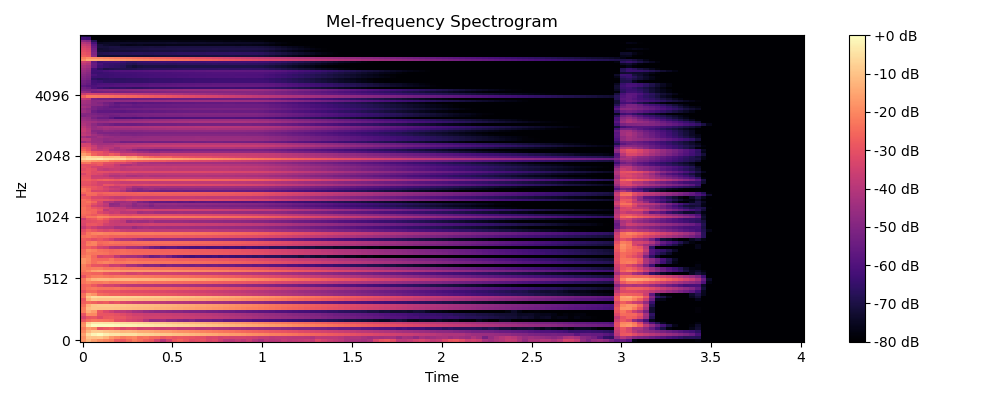 Mel-frequency Spectrogram
+0 dB
-10 dB
-20 dB
-30 dB
-40 dB
-50 dB
-60 dB
-70 dB
-80 dB
Hz
4096
2048
1024
512
0
0 0.5 1 1.5 2 2.5 3 3.5 4
Time